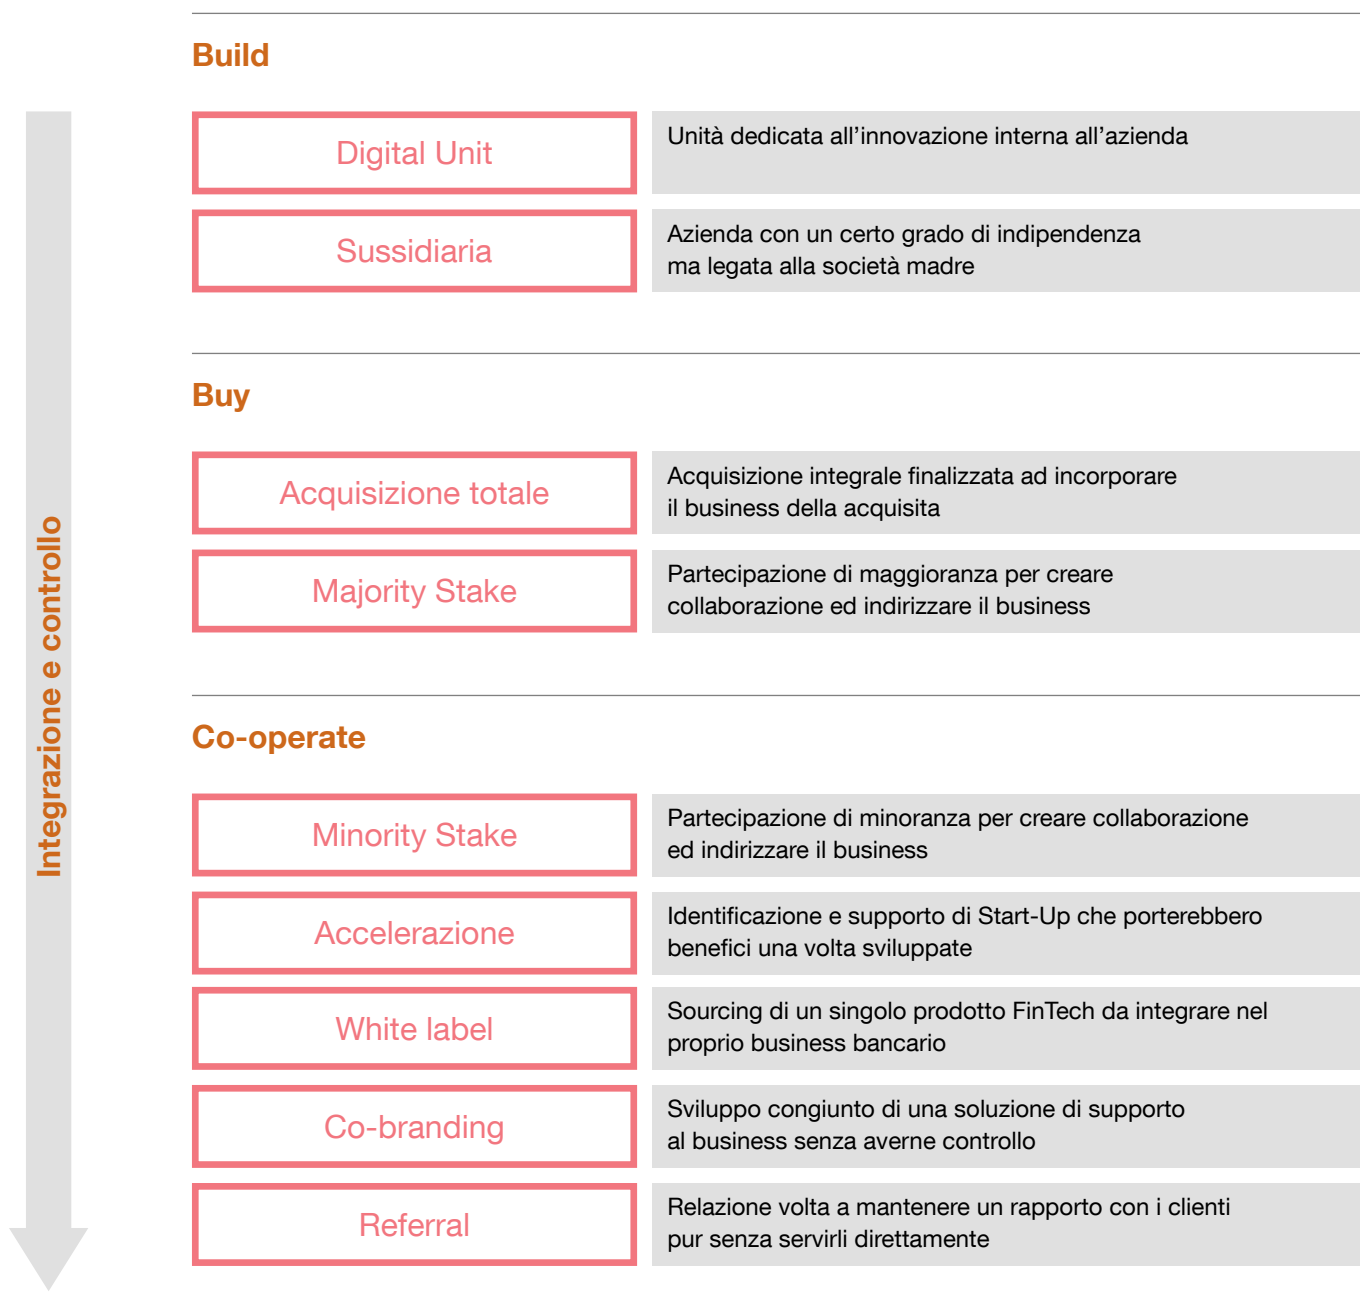 Build
Digital Unit
Unità dedicata all’innovazione interna all’azienda
Sussidiaria
Azienda con un certo grado di indipendenza
ma legata alla società madre
Buy
Acquisizione totale
Acquisizione integrale finalizzata ad incorporare
il business della acquisita
Majority Stake
Partecipazione di maggioranza per creare
collaborazione ed indirizzare il business
Integrazione e controllo
Co-operate
Minority Stake
Partecipazione di minoranza per creare collaborazione
ed indirizzare il business
Accelerazione
Identificazione e supporto di Start-Up che porterebbero
benefici una volta sviluppate
White label
Sourcing di un singolo prodotto FinTech da integrare nel
proprio business bancario
Co-branding
Sviluppo congiunto di una soluzione di supporto
al business senza averne controllo
Referral
Relazione volta a mantenere un rapporto con i clienti
pur senza servirli direttamente